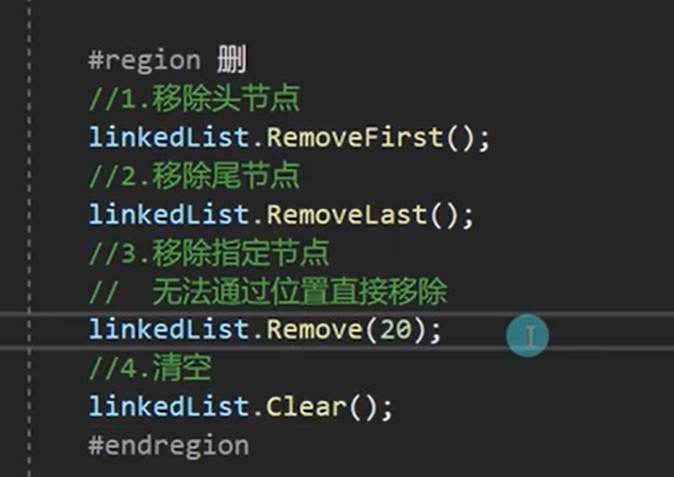 #region 删
//1.移除头节点
linkedList.RemoveFirst();
//2.移除尾节点
linkedList.RemoveLast();
//3.移除指定节点
//  无法通过位置直接移除
linkedList.Remove(20);
//4.清空
linkedList.Clear();
#endregion